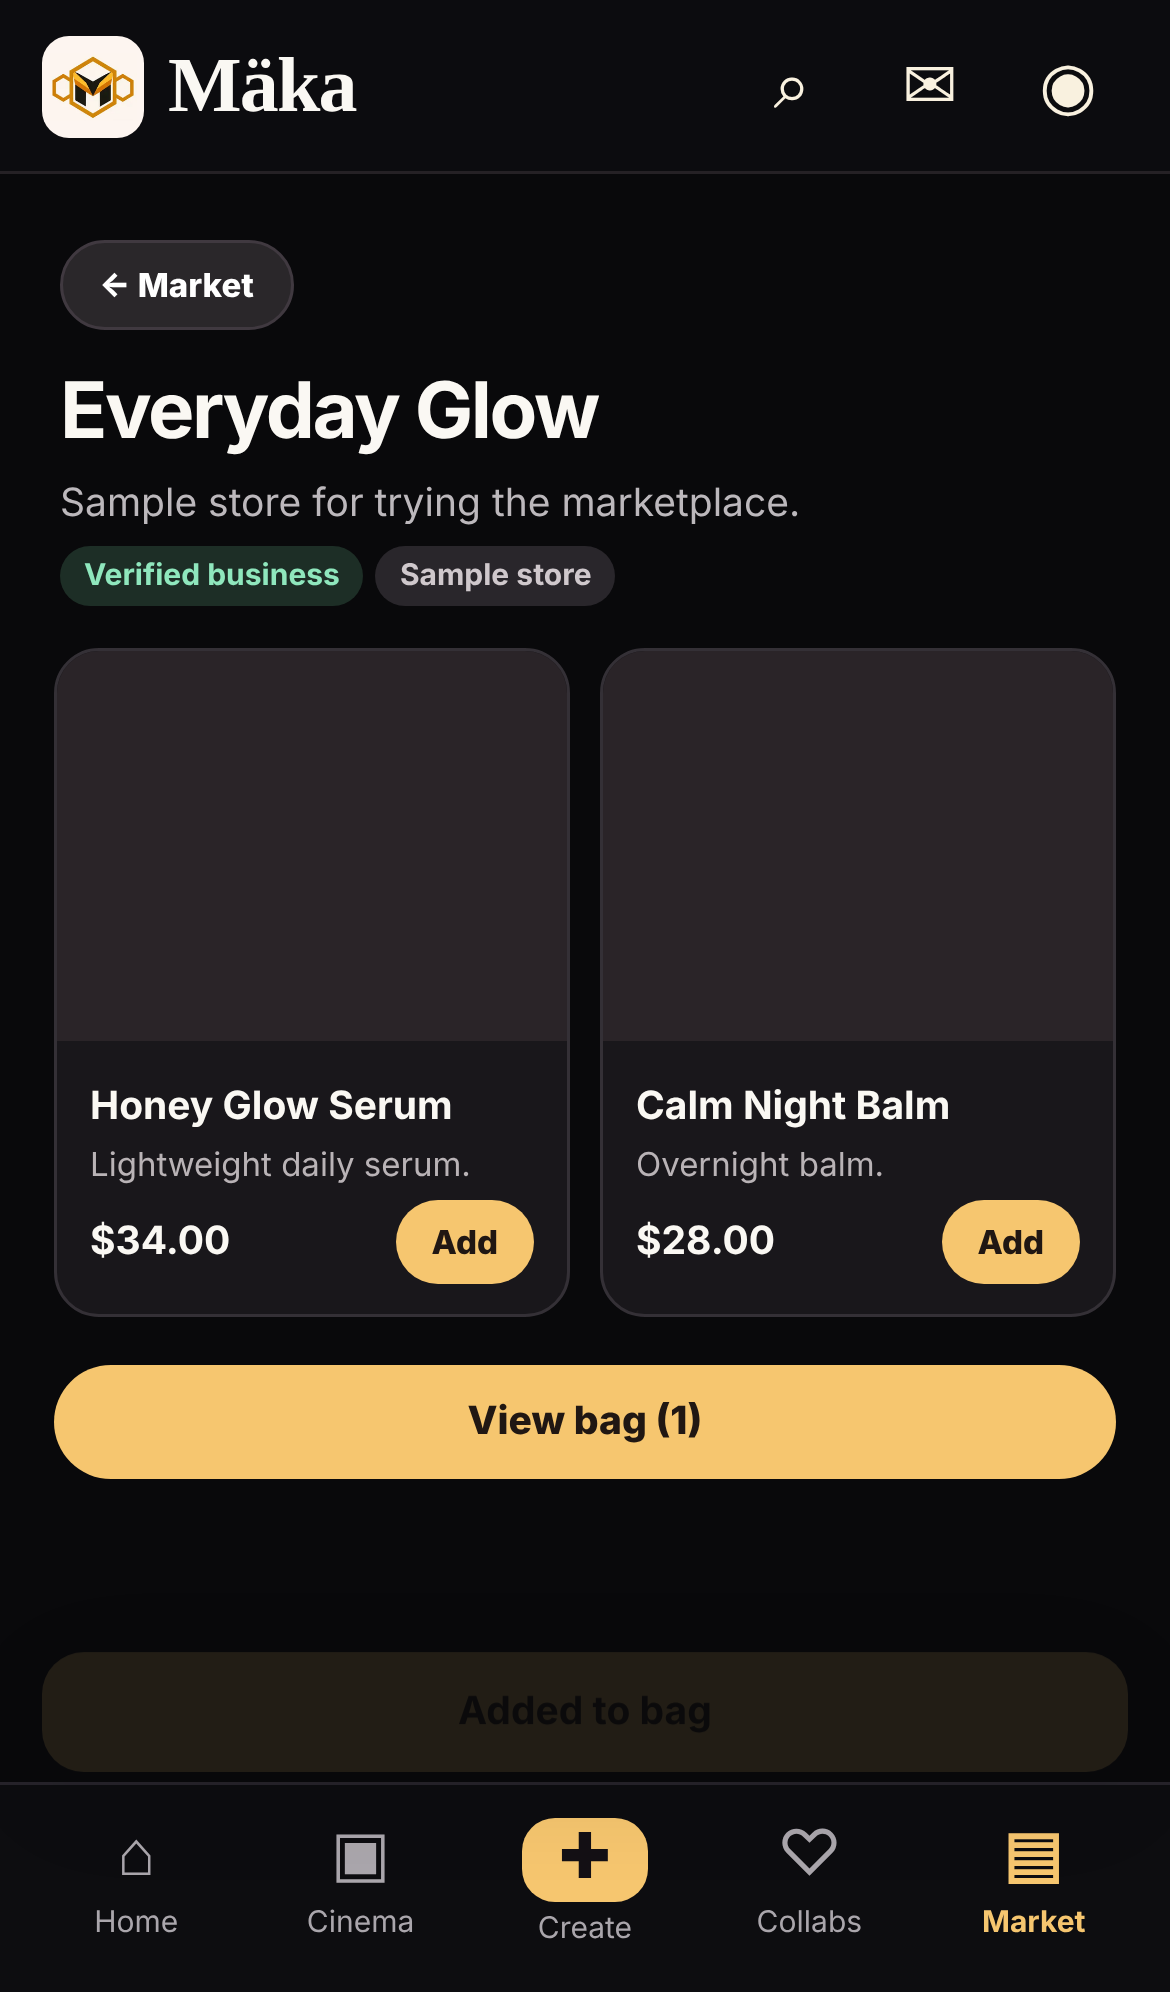 Mäka
← Market
Everyday Glow
Sample store for trying the marketplace.
Verified business
Sample store
Honey Glow Serum
Lightweight daily serum.
$34.00
Add
Calm Night Balm
Overnight balm.
$28.00
Add
View bag (1)
Added to bag
Home
Cinema
Create
Collabs
Market